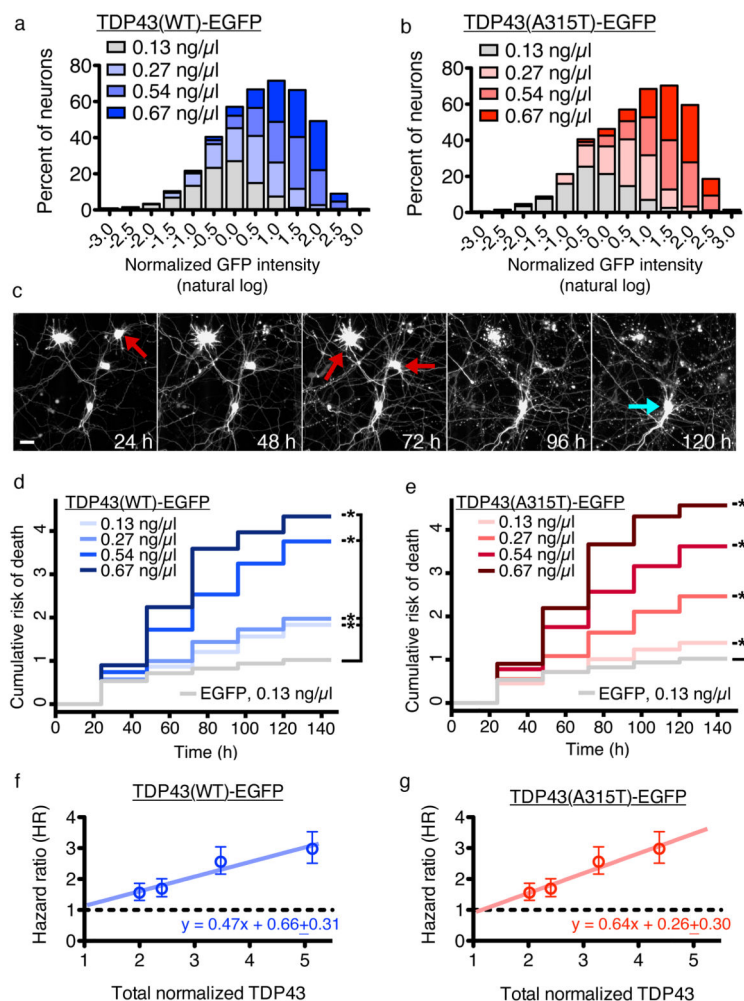 a
TDP43(WT)-EGFP
0.13 ng/µl
0.27 ng/µl
0.54 ng/µl
0.67 ng/µl
Percent of neurons
80
60
40
20
0
-3.0 -2.5 -2.0 -1.5 -1.0 -0.5 0.0 0.5 1.0 1.5 2.0 2.5 3.0
Normalized GFP intensity
(natural log)
b
TDP43(A315T)-EGFP
0.13 ng/µl
0.27 ng/µl
0.54 ng/µl
0.67 ng/µl
Percent of neurons
80
60
40
20
0
-3.0 -2.5 -2.0 -1.5 -1.0 -0.5 0.0 0.5 1.0 1.5 2.0 2.5 3.0
Normalized GFP intensity
(natural log)
c
24 h 48 h 72 h 96 h 120 h
d
TDP43(WT)-EGFP
0.13 ng/µl
0.27 ng/µl
0.54 ng/µl
0.67 ng/µl
EGFP, 0.13 ng/µl
Cumulative risk of death
4
3
2
1
0
0 20 40 60 80 100 120 140
Time (h)
*
*
*
*
e
TDP43(A315T)-EGFP
0.13 ng/µl
0.27 ng/µl
0.54 ng/µl
0.67 ng/µl
EGFP, 0.13 ng/µl
Cumulative risk of death
4
3
2
1
0
0 20 40 60 80 100 120 140
Time (h)
*
*
*
*
f
TDP43(WT)-EGFP
Hazard ratio (HR)
4
3
2
1
0
y = 0.47x + 0.66±0.31
1 2 3 4 5
Total normalized TDP43
g
TDP43(A315T)-EGFP
Hazard ratio (HR)
4
3
2
1
0
y = 0.64x + 0.26±0.30
1 2 3 4 5
Total normalized TDP43